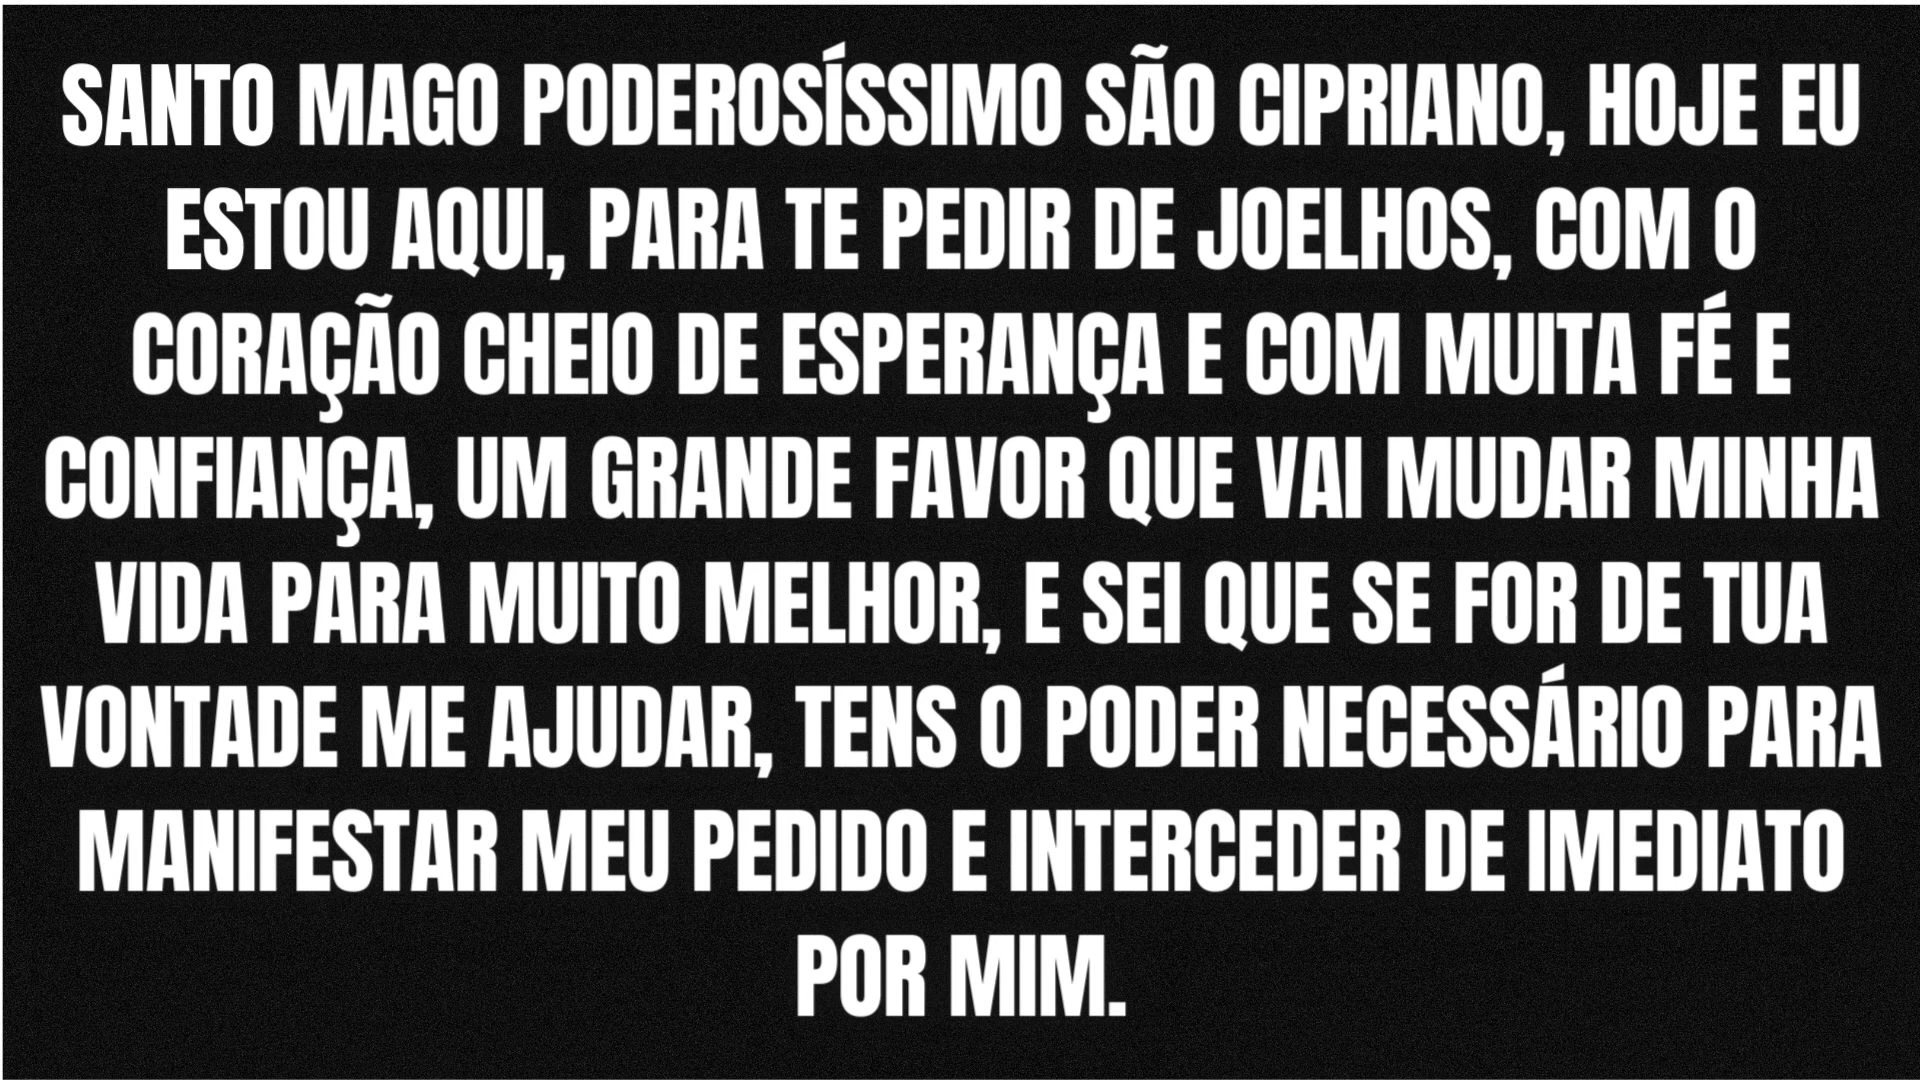 SANTO MAGO PODEROSÍSSIMO SÃO CIPRIANO, HOJE EU
ESTOU AQUI, PARA TE PEDIR DE JOELHOS, COM O
CORAÇÃO CHEIO DE ESPERANÇA E COM MUITA FÉ E
CONFIANÇA, UM GRANDE FAVOR QUE VAI MUDAR MINHA
VIDA PARA MUITO MELHOR, E SEI QUE SE FOR DE TUA
VONTADE ME AJUDAR, TENS O PODER NECESSÁRIO PARA
MANIFESTAR MEU PEDIDO E INTERCEDER DE IMEDIATO
POR MIM.